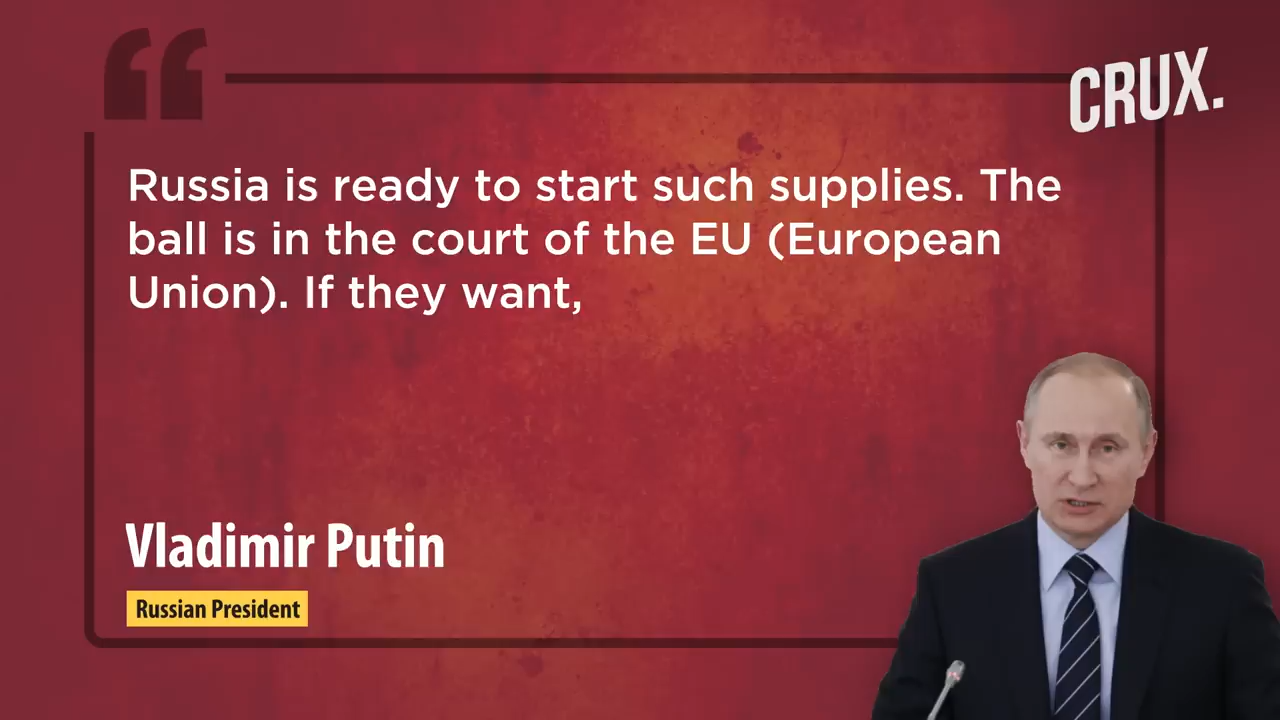 CRUX.
Russia is ready to start such supplies. The
ball is in the court of the EU (European
Union). If they want,
Vladimir Putin
Russian President